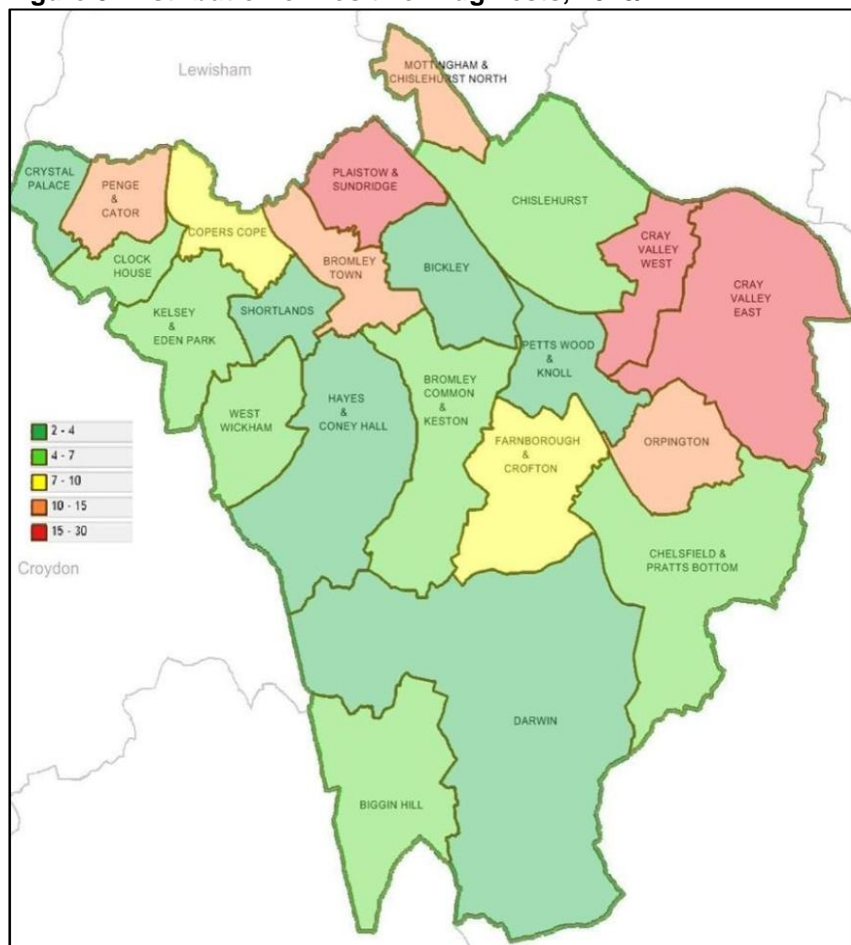 Lewisham
MOTTINGHAM &
CHISLEHURST NORTH
CRYSTAL
PALACE
PENGE
&
CATOR
PLAISTOW &
SUNDRIDGE
CHISLEHURST
COPERS COPE
CRAY
VALLEY
WEST
CLOCK
HOUSE
BROMLEY
TOWN
BICKLEY
CRAY
VALLEY
EAST
KELSEY
&
EDEN PARK
SHORTLANDS
PETTS WOOD
&
KNOLL
BROMLEY
COMMON
&
KESTON
HAYES
&
CONEY HALL
WEST
WICKHAM
FARNBOROUGH
&
CROFTON
ORPINGTON
2 - 4
4 - 7
7 - 10
10 - 15
15 - 30
Croydon
CHELSFIELD &
PRATTS BOTTOM
DARWIN
BIGGIN HILL